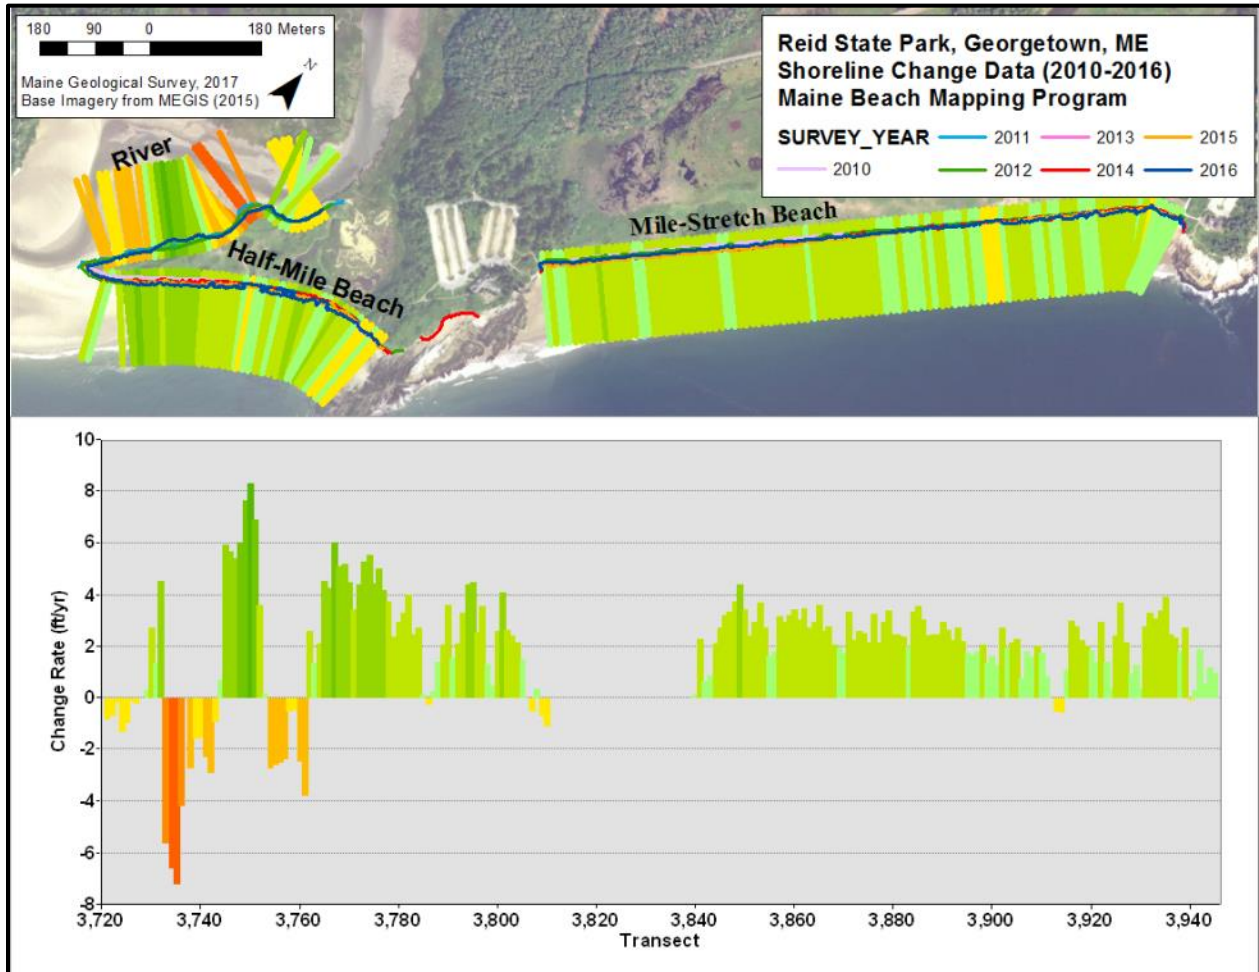 180 90 0 180 Meters
N
Maine Geological Survey, 2017
Base Imagery from MEGIS (2015)
Reid State Park, Georgetown, ME
Shoreline Change Data (2010-2016)
Maine Beach Mapping Program
SURVEY_YEAR 2011 2013 2015
2010 2012 2014 2016
River
Half-Mile Beach
Mile-Stretch Beach
10
8
6
4
2
0
-2
-4
-6
-8
Change Rate (ft/yr)
3,720 3,740 3,760 3,780 3,800 3,820 3,840 3,860 3,880 3,900 3,920 3,940
Transect